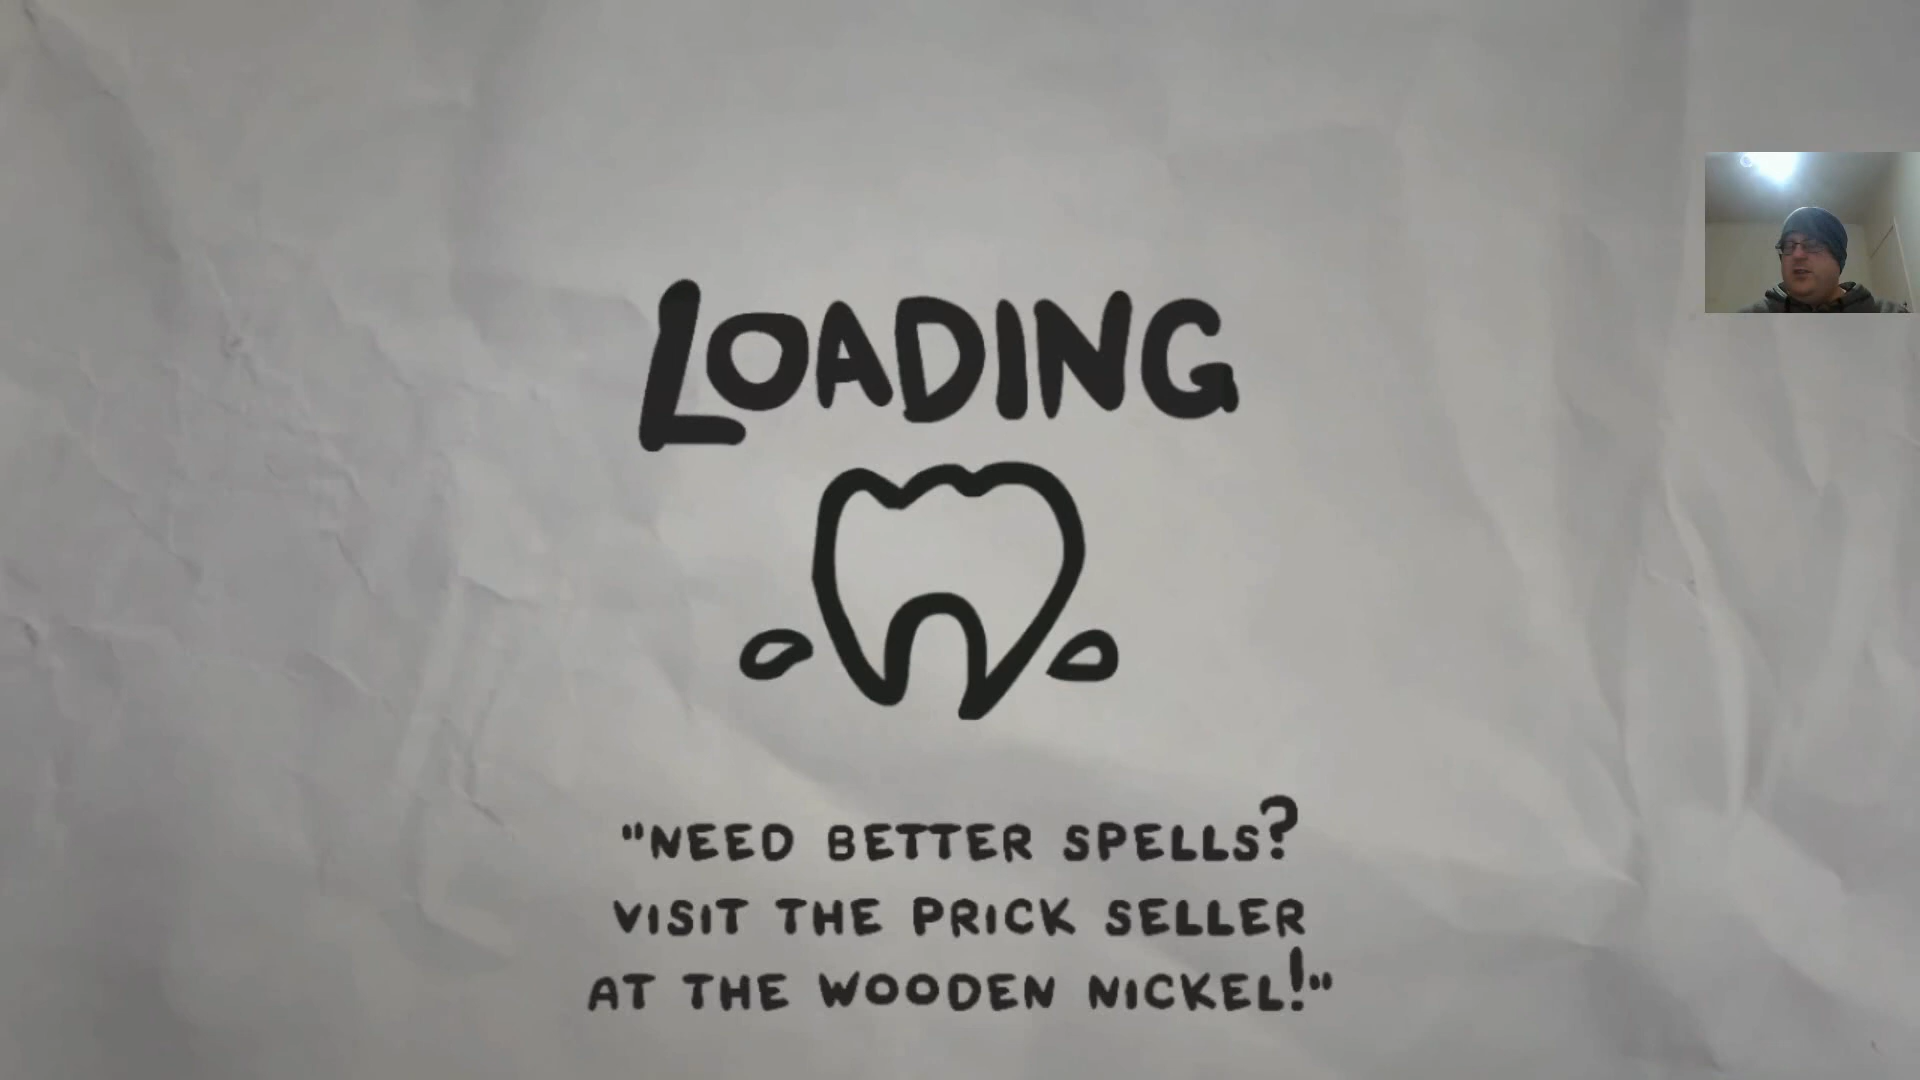 LOADING
"NEED BETTER SPELLS?
VISIT THE PRICK SELLER
AT THE WOODEN NICKEL!"